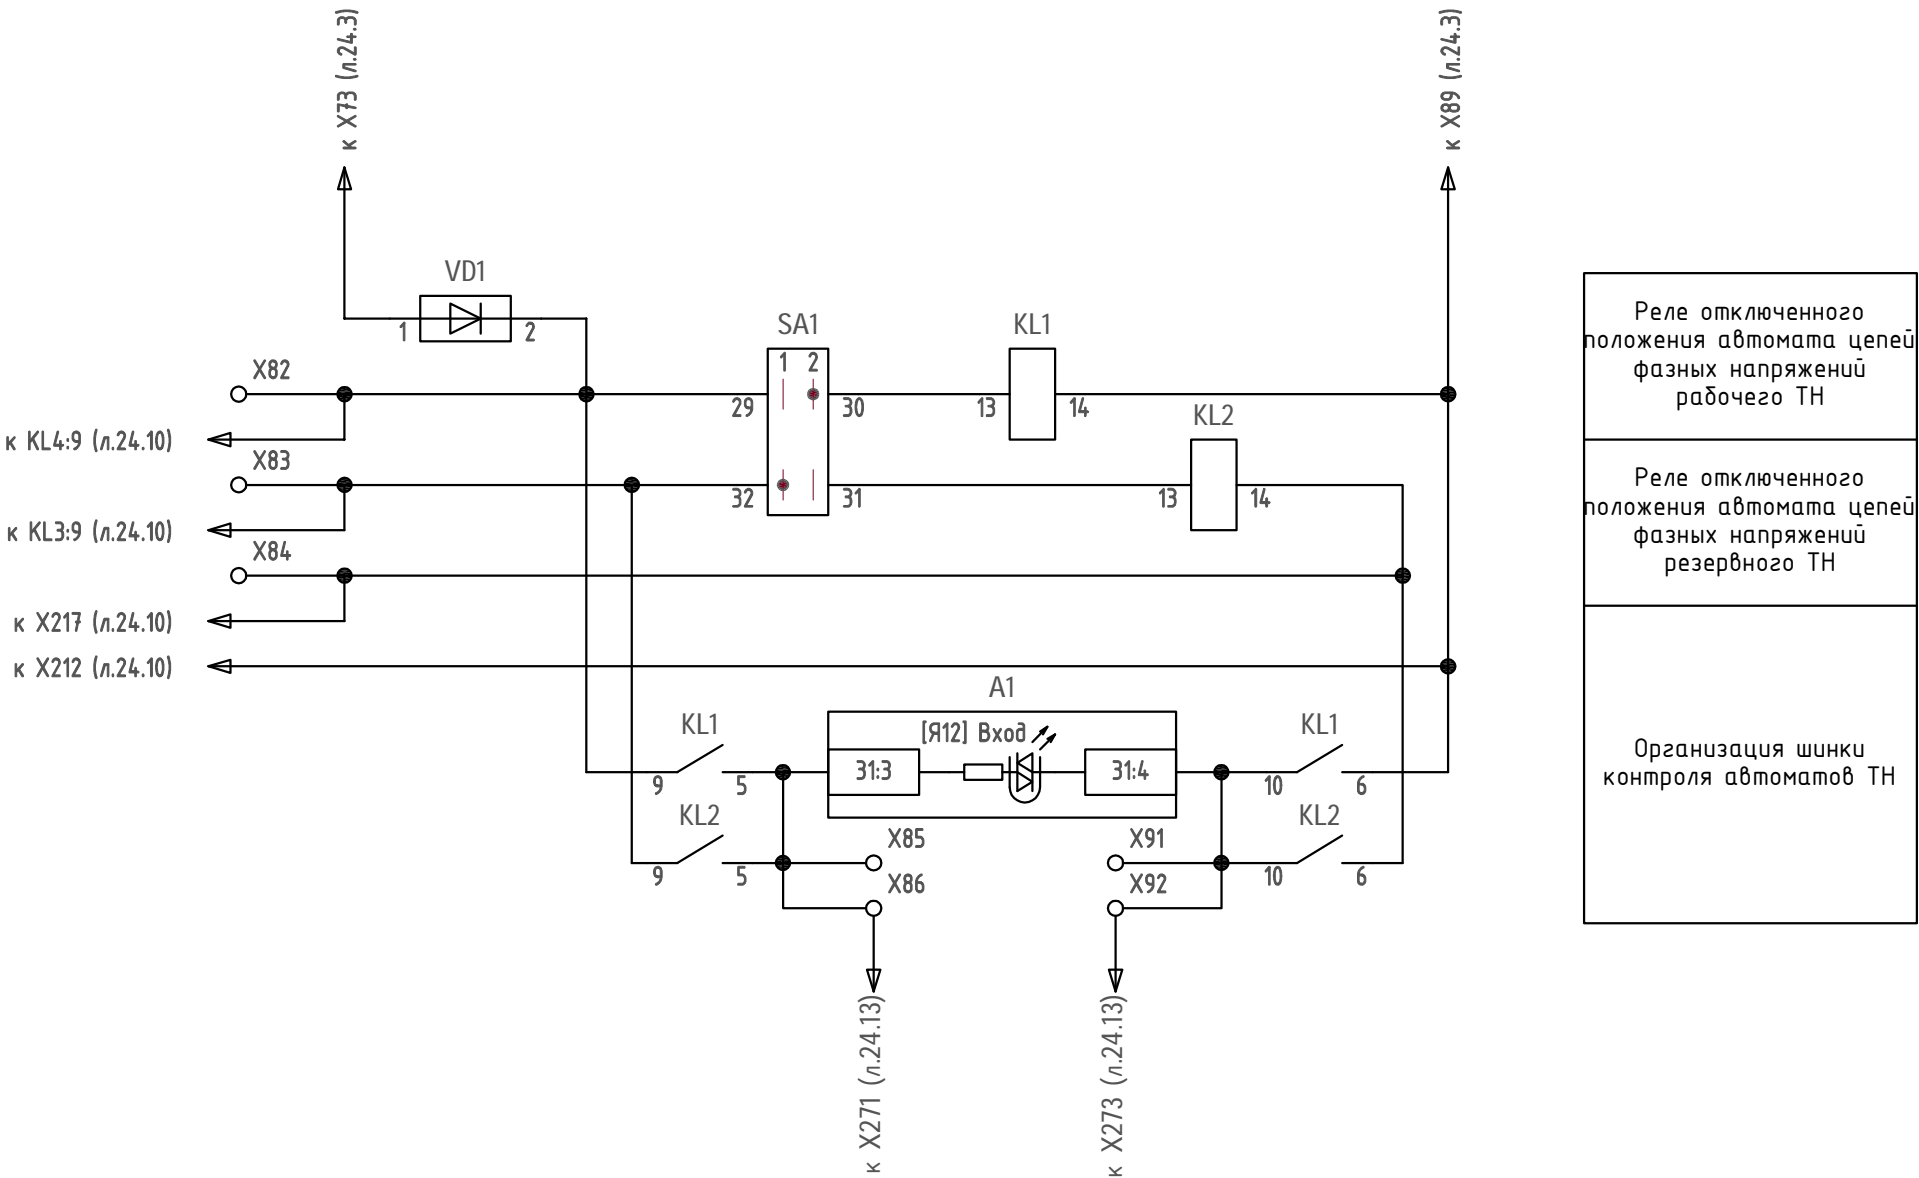 к X73 (л.24.3)
к X89 (л.24.3)
VD1
1
2
SA1
1 2
KL1
X82
29
30
13
14
KL2
к KL4:9 (л.24.10)
X83
32
31
13
14
к KL3:9 (л.24.10)
X84
к X217 (л.24.10)
к X212 (л.24.10)
A1
KL1
[Я12] Вход
KL1
31:3
31:4
9
5
10
6
KL2
KL2
X85
X91
9
5
10
6
X86
X92
к X271 (л.24.13)
к X273 (л.24.13)
Реле отключенного
положения автомата цепей
фазных напряжений
рабочего ТН
Реле отключенного
положения автомата цепей
фазных напряжений
резервного ТН
Организация шинки
контроля автоматов ТН